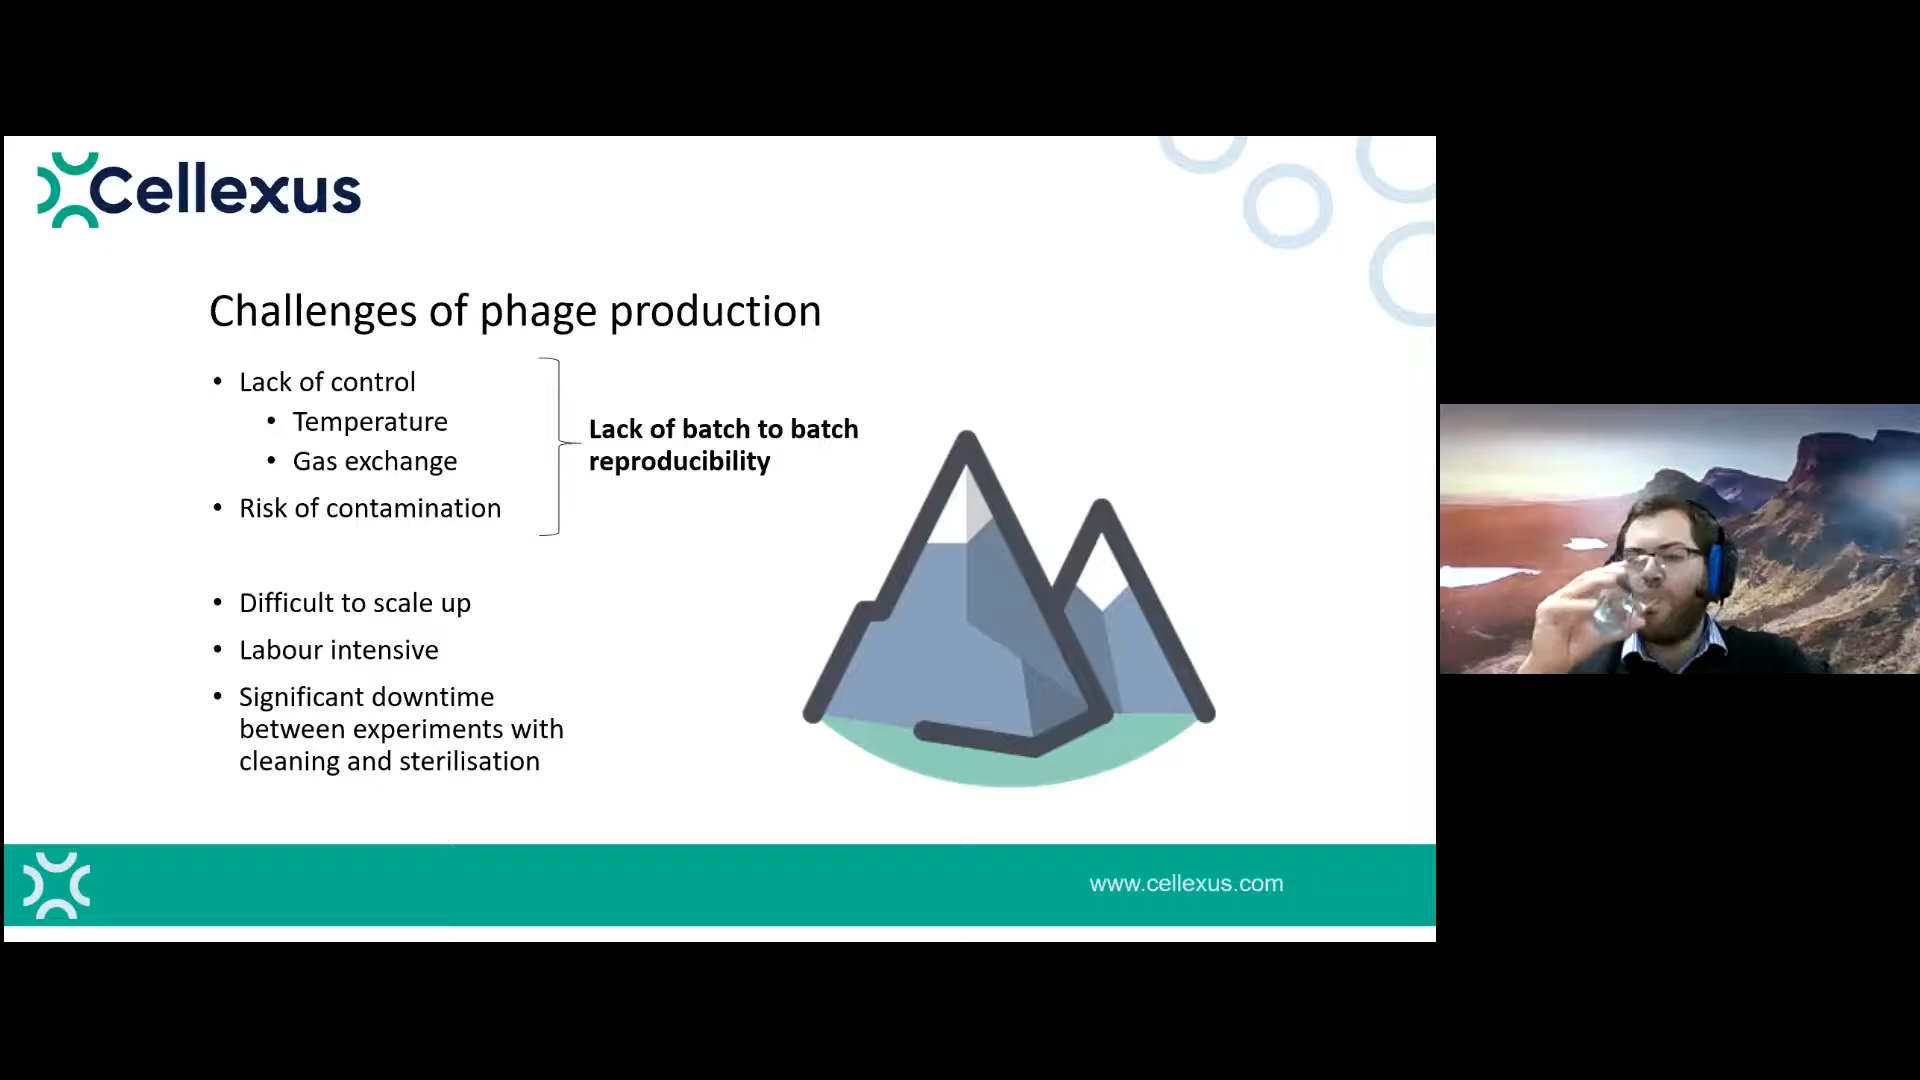 Cellexus
Challenges of phage production
• Lack of control
• Temperature
• Gas exchange
• Risk of contamination
Lack of batch to batch
reproducibility
• Difficult to scale up
• Labour intensive
• Significant downtime
between experiments with
cleaning and sterilisation
www.cellexus.com